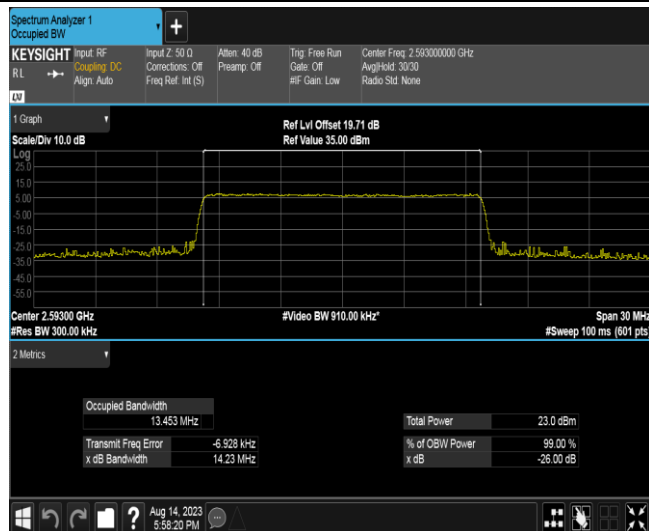 Spectrum Analyzer 1
Occupied BW
KEYSIGHT
R L
Input: RF
Coupling: DC
Align: Auto
Input Z: 50 Ω
Corrections: Off
Freq Ref: Int (S)
Atten: 40 dB
Preamp: Off
Trig: Free Run
Gate: Off
#IF Gain: Low
Center Freq: 2.593000000 GHz
Avg|Hold: 30/30
Radio Std: None
LXI
1 Graph
Scale/Div 10.0 dB
Ref Lvl Offset 19.71 dB
Ref Value 35.00 dBm
Log
25.0
15.0
5.00
-5.00
-15.0
-25.0
-35.0
-45.0
-55.0
Center 2.59300 GHz
#Res BW 300.00 kHz
#Video BW 910.00 kHz*
Span 30 MHz
#Sweep 100 ms (601 pts)
2 Metrics
Occupied Bandwidth
13.453 MHz
Transmit Freq Error -6.928 kHz
x dB Bandwidth 14.23 MHz
Total Power 23.0 dBm
% of OBW Power 99.00 %
x dB -26.00 dB
?
Aug 14, 2023
5:58:20 PM